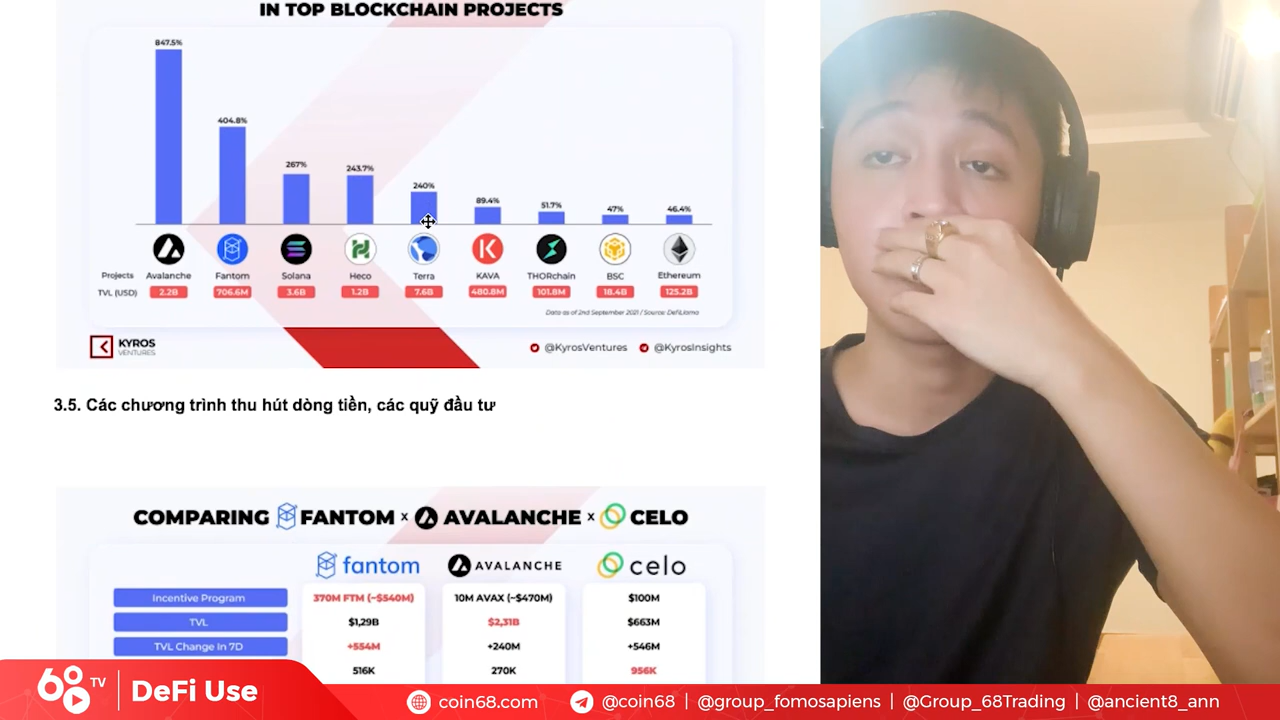 IN TOP BLOCKCHAIN PROJECTS
847.5%
404.8%
267%
243.7%
240%
89.4%
51.7%
47%
46.4%
Projects Avalanche Fantom Solana Heco Terra KAVA THORchain BSC Ethereum
TVL (USD) 2.2B 706.6M 3.6B 1.2B 7.6B 480.8M 101.8M 18.4B 125.2B
Data as of 2nd September 2021 / Source: DefiLlama
KYROS
VENTURES
@KyrosVentures @KyrosInsights
3.5. Các chương trình thu hút dòng tiền, các quỹ đầu tư
COMPARING FANTOM x AVALANCHE x CELO
fantom AVALANCHE celo
Incentive Program 370M FTM (~$540M) 10M AVAX (~$470M) $100M
TVL $1,29B $2,31B $663M
TVL Change In 7D +554M +240M +546M
516K 270K 956K
68 TV DeFi Use
coin68.com @coin68 | @group_fomosapiens | @Group_68Trading | @ancient8_ann